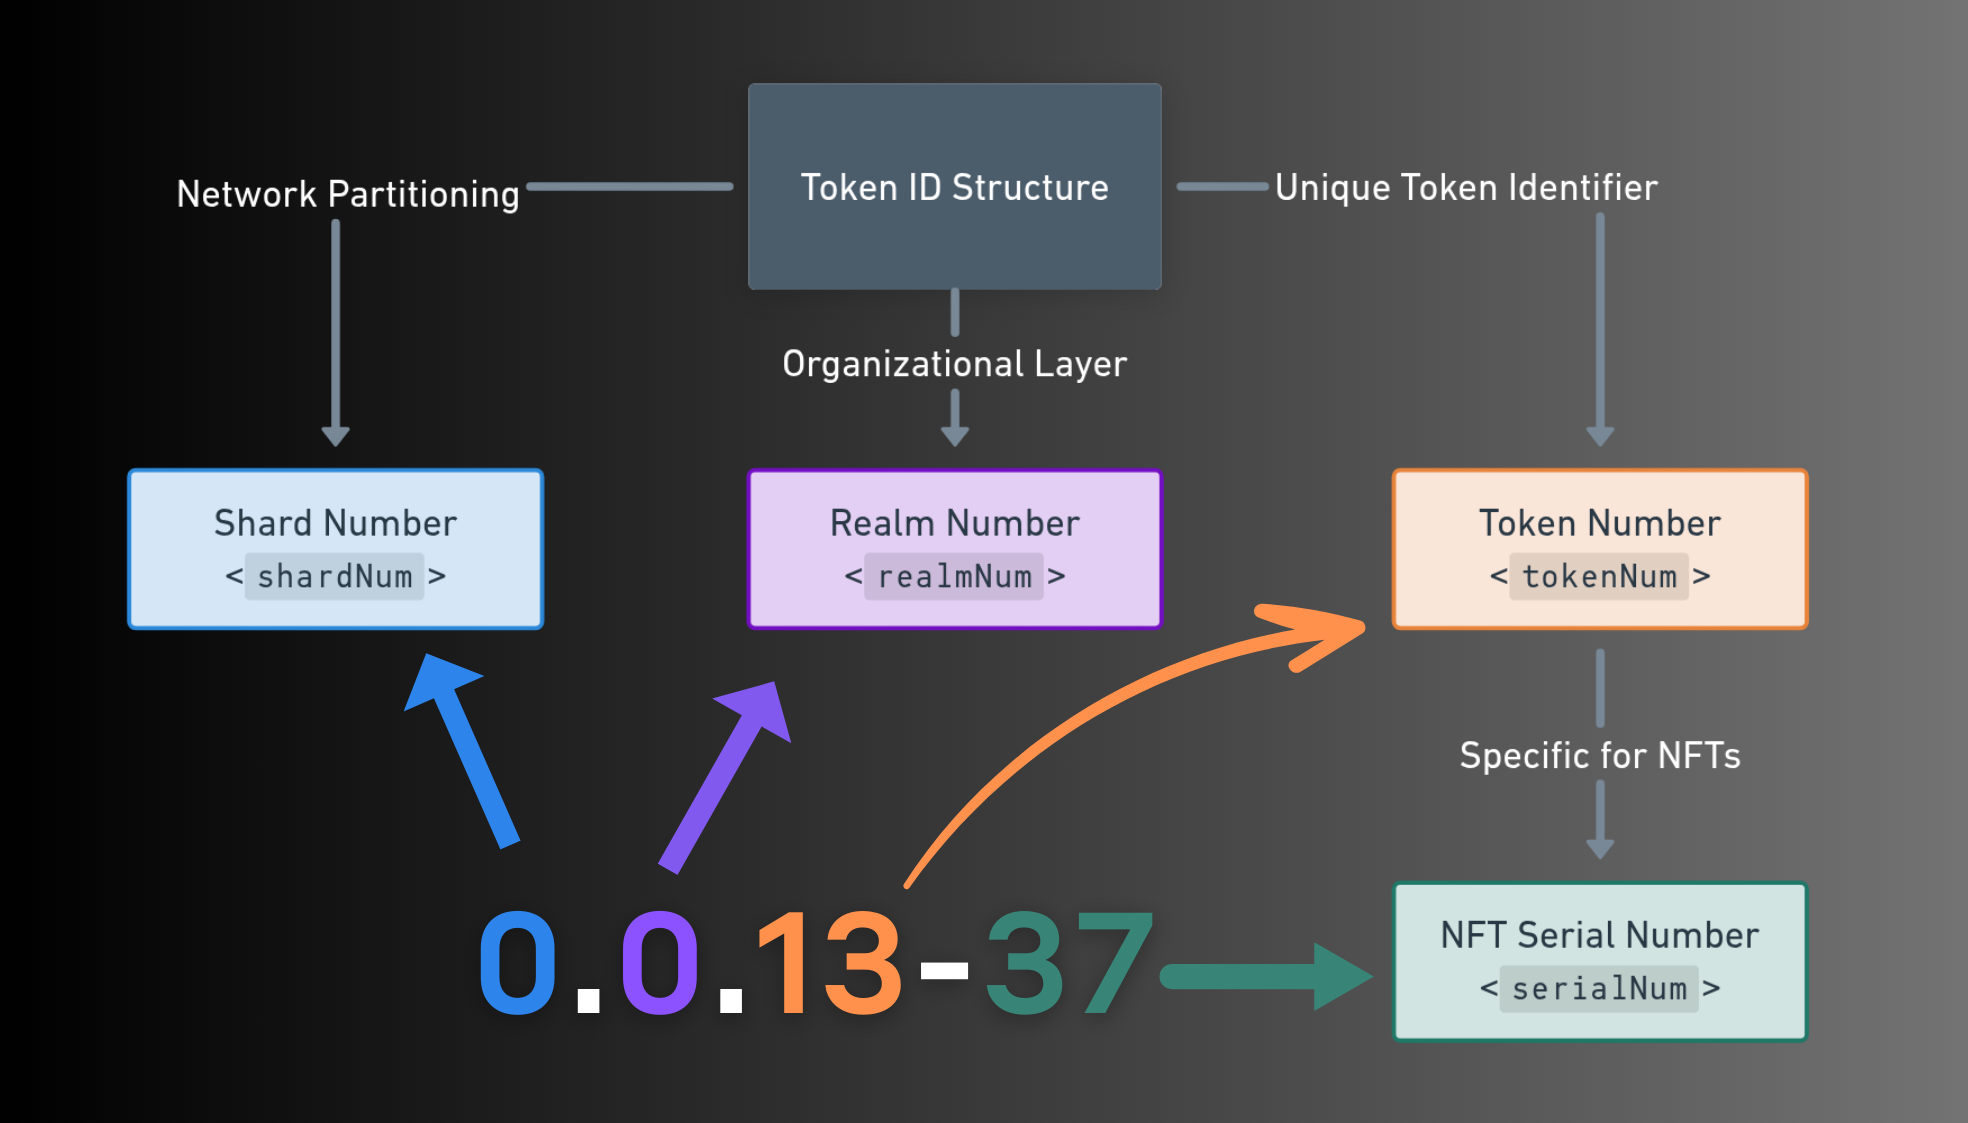 Token ID Structure
Network Partitioning
Unique Token Identifier
Organizational Layer
Shard Number
<shardNum>
Realm Number
<realmNum>
Token Number
<tokenNum>
Specific for NFTs
0.0.13-37
NFT Serial Number
<serialNum>